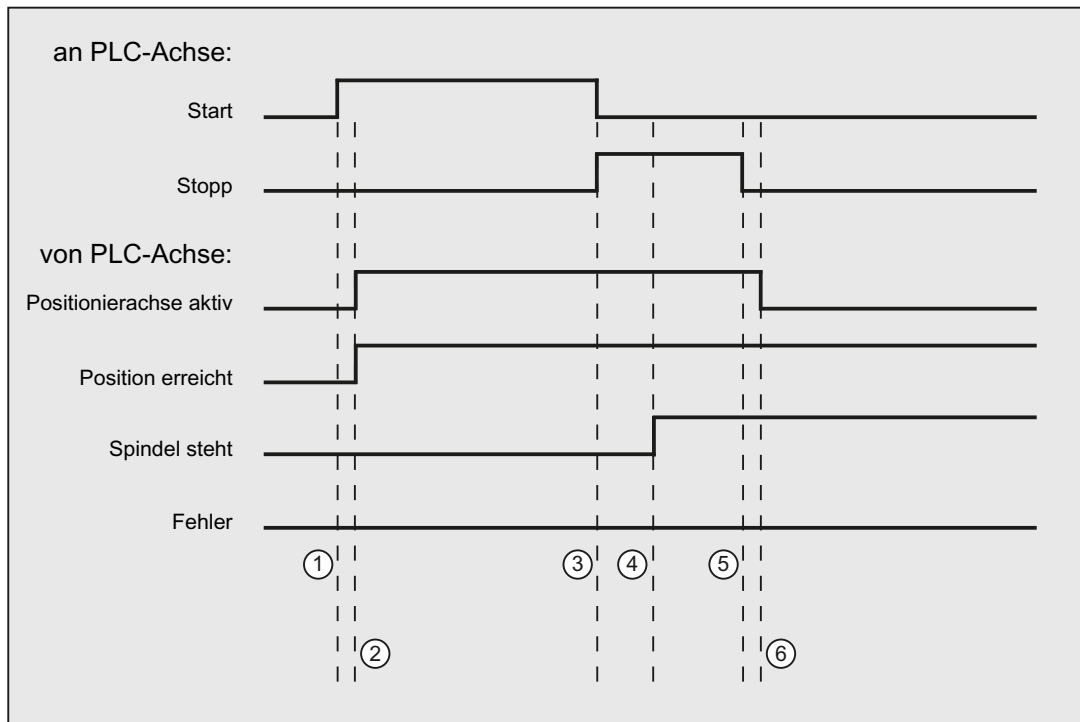 an PLC-Achse:
Start
Stopp
von PLC-Achse:
Positionierachse aktiv
Position erreicht
Spindel steht
Fehler
1 3 4 5
2 6